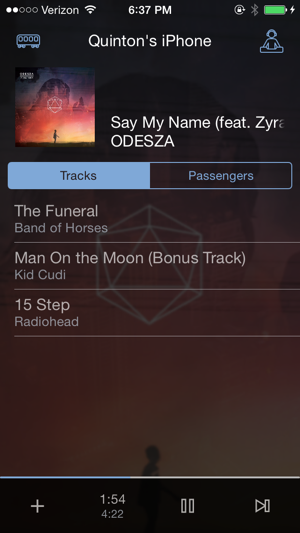 Verizon 6:37 PM
Quinton's iPhone
Say My Name (feat. Zyra
ODESZA
Tracks Passengers
The Funeral
Band of Horses
Man On the Moon (Bonus Track)
Kid Cudi
15 Step
Radiohead
1:54
4:22